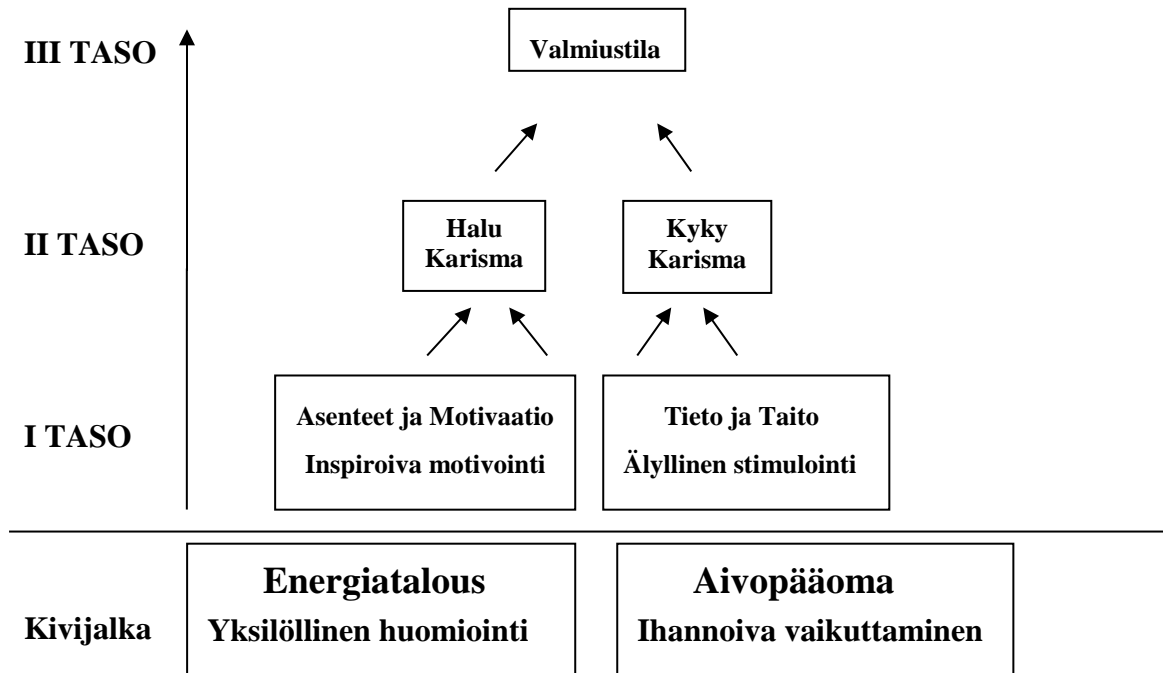 III TASO
Valmiustila
II TASO
Halu
Karisma
Kyky
Karisma
I TASO
Asenteet ja Motivaatio
Inspiroiva motivointi
Tieto ja Taito
Älyllinen stimulointi
Kivijalka
Energiatalous
Yksilöllinen huomiointi
Aivopääoma
Ihannoiva vaikuttaminen